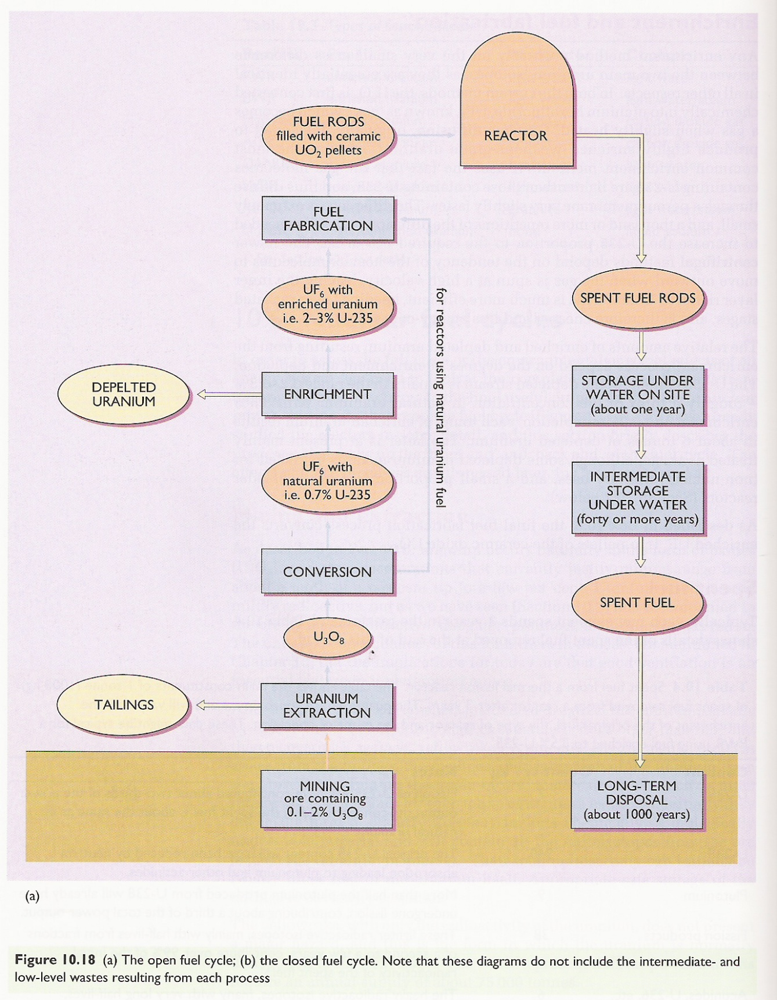 FUEL RODS
filled with ceramic
UO₂ pellets
REACTOR
FUEL
FABRICATION
UF₆ with
enriched uranium
i.e. 2–3% U-235
for reactors using natural uranium fuel
SPENT FUEL RODS
DEPELTED
URANIUM
ENRICHMENT
STORAGE UNDER
WATER ON SITE
(about one year)
UF₆ with
natural uranium
i.e. 0.7% U-235
INTERMEDIATE
STORAGE
UNDER WATER
(forty or more years)
CONVERSION
SPENT FUEL
U₃O₈
TAILINGS
URANIUM
EXTRACTION
MINING
ore containing
0.1–2% U₃O₈
LONG-TERM
DISPOSAL
(about 1000 years)
(a)
Figure 10.18 (a) The open fuel cycle; (b) the closed fuel cycle. Note that these diagrams do not include the intermediate- and
low-level wastes resulting from each process